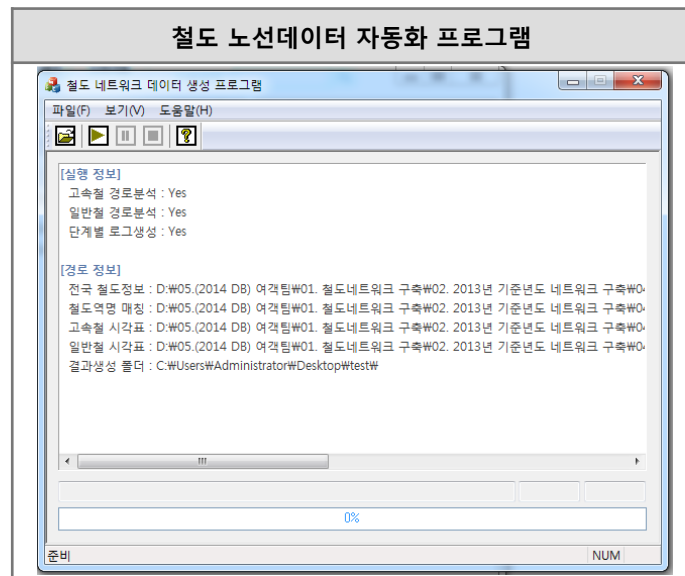 철도 노선데이터 자동화 프로그램
철도 네트워크 데이터 생성 프로그램
파일(F) 보기(V) 도움말(H)
[실행 정보]
고속철 경로분석 : Yes
일반철 경로분석 : Yes
단계별 로그생성 : Yes
[경로 정보]
전국 철도정보 : D:₩05.(2014 DB) 여객팀₩01. 철도네트워크 구축₩02. 2013년 기준년도 네트워크 구축₩0
철도역명 매칭 : D:₩05.(2014 DB) 여객팀₩01. 철도네트워크 구축₩02. 2013년 기준년도 네트워크 구축₩0
고속철 시각표 : D:₩05.(2014 DB) 여객팀₩01. 철도네트워크 구축₩02. 2013년 기준년도 네트워크 구축₩0
일반철 시각표 : D:₩05.(2014 DB) 여객팀₩01. 철도네트워크 구축₩02. 2013년 기준년도 네트워크 구축₩0
결과생성 폴더 : C:₩Users₩Administrator₩Desktop₩test₩
0%
준비 NUM